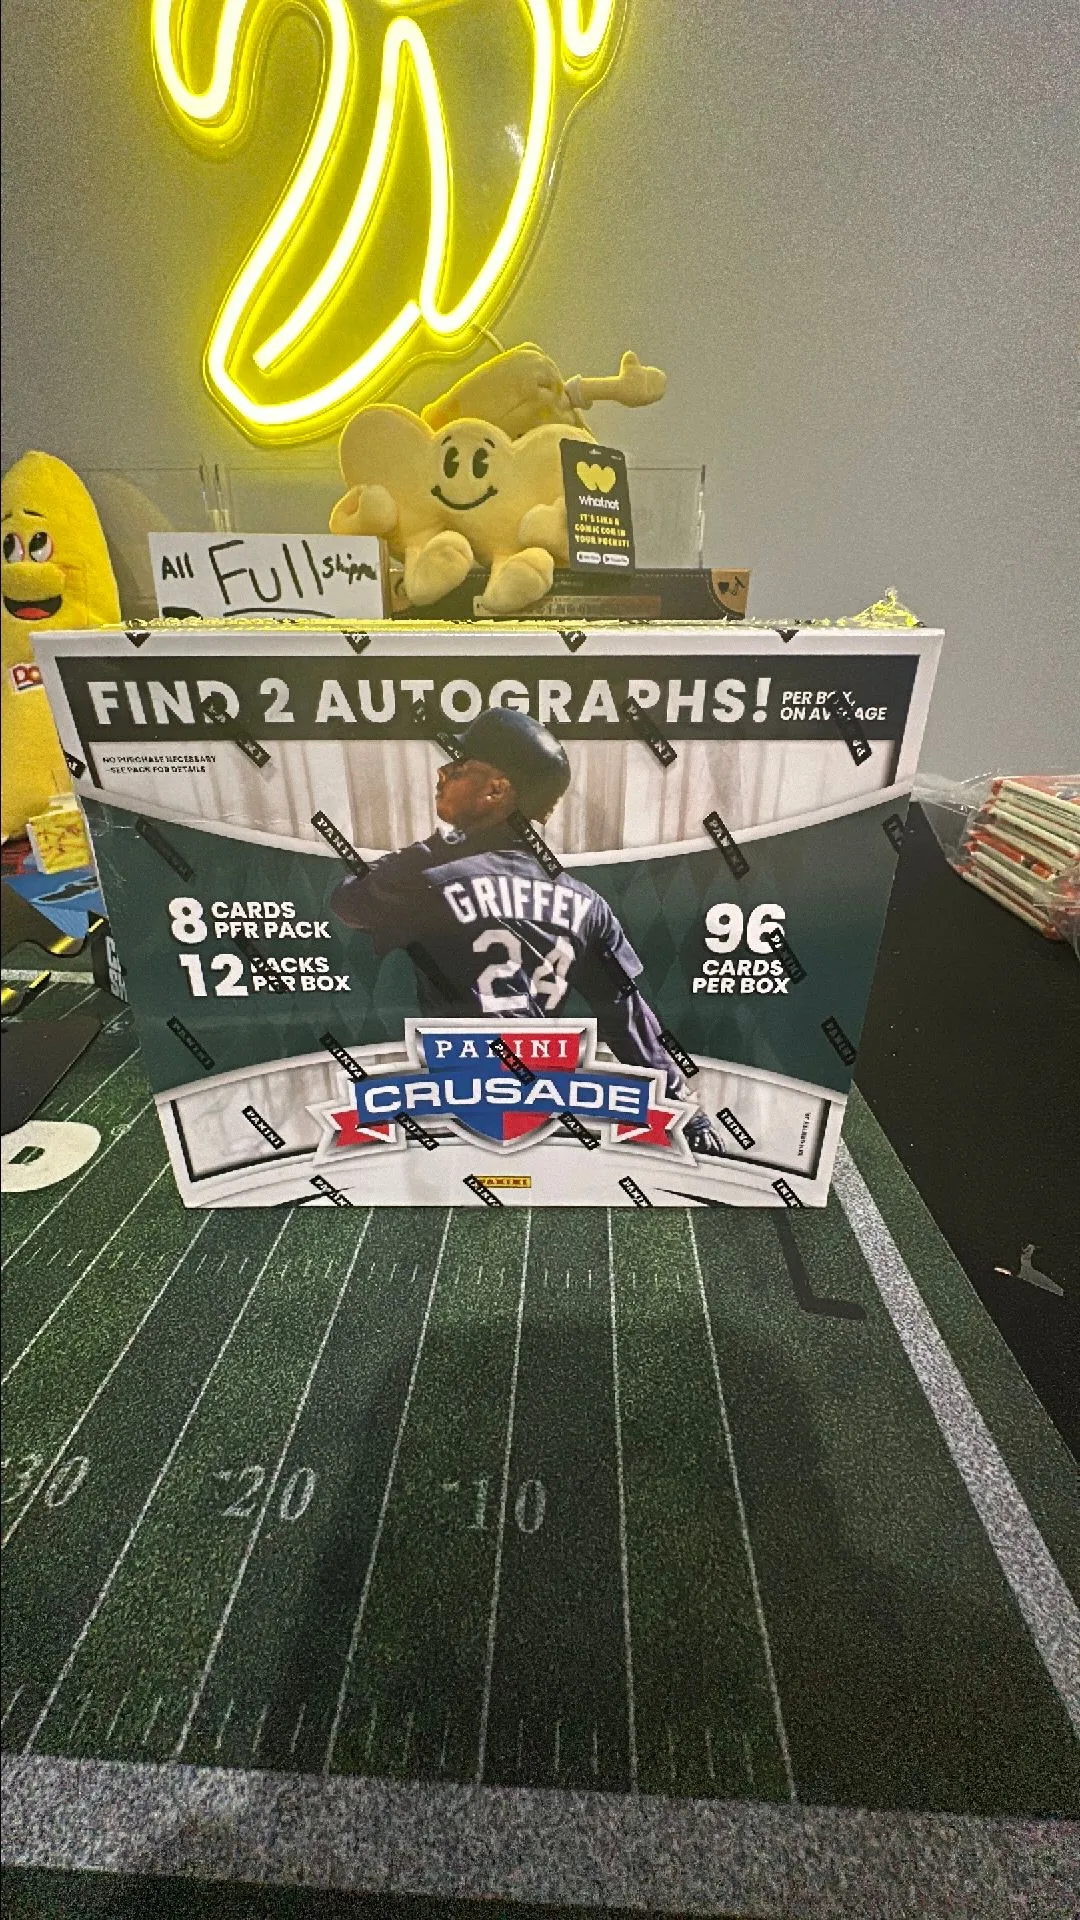 whatnot
IT'S LIKE A
COMIC CON IN
YOUR POCKET!
All Full Shipped
FIND 2 AUTOGRAPHS! PER BOX,
ON AVERAGE
NO PURCHASE NECESSARY
—SEE PACK FOR DETAILS
8 CARDS
PER PACK
12 PACKS
PER BOX
GRIFFEY
24
96
CARDS
PER BOX
PANINI
CRUSADE
PANINI
30
20
10